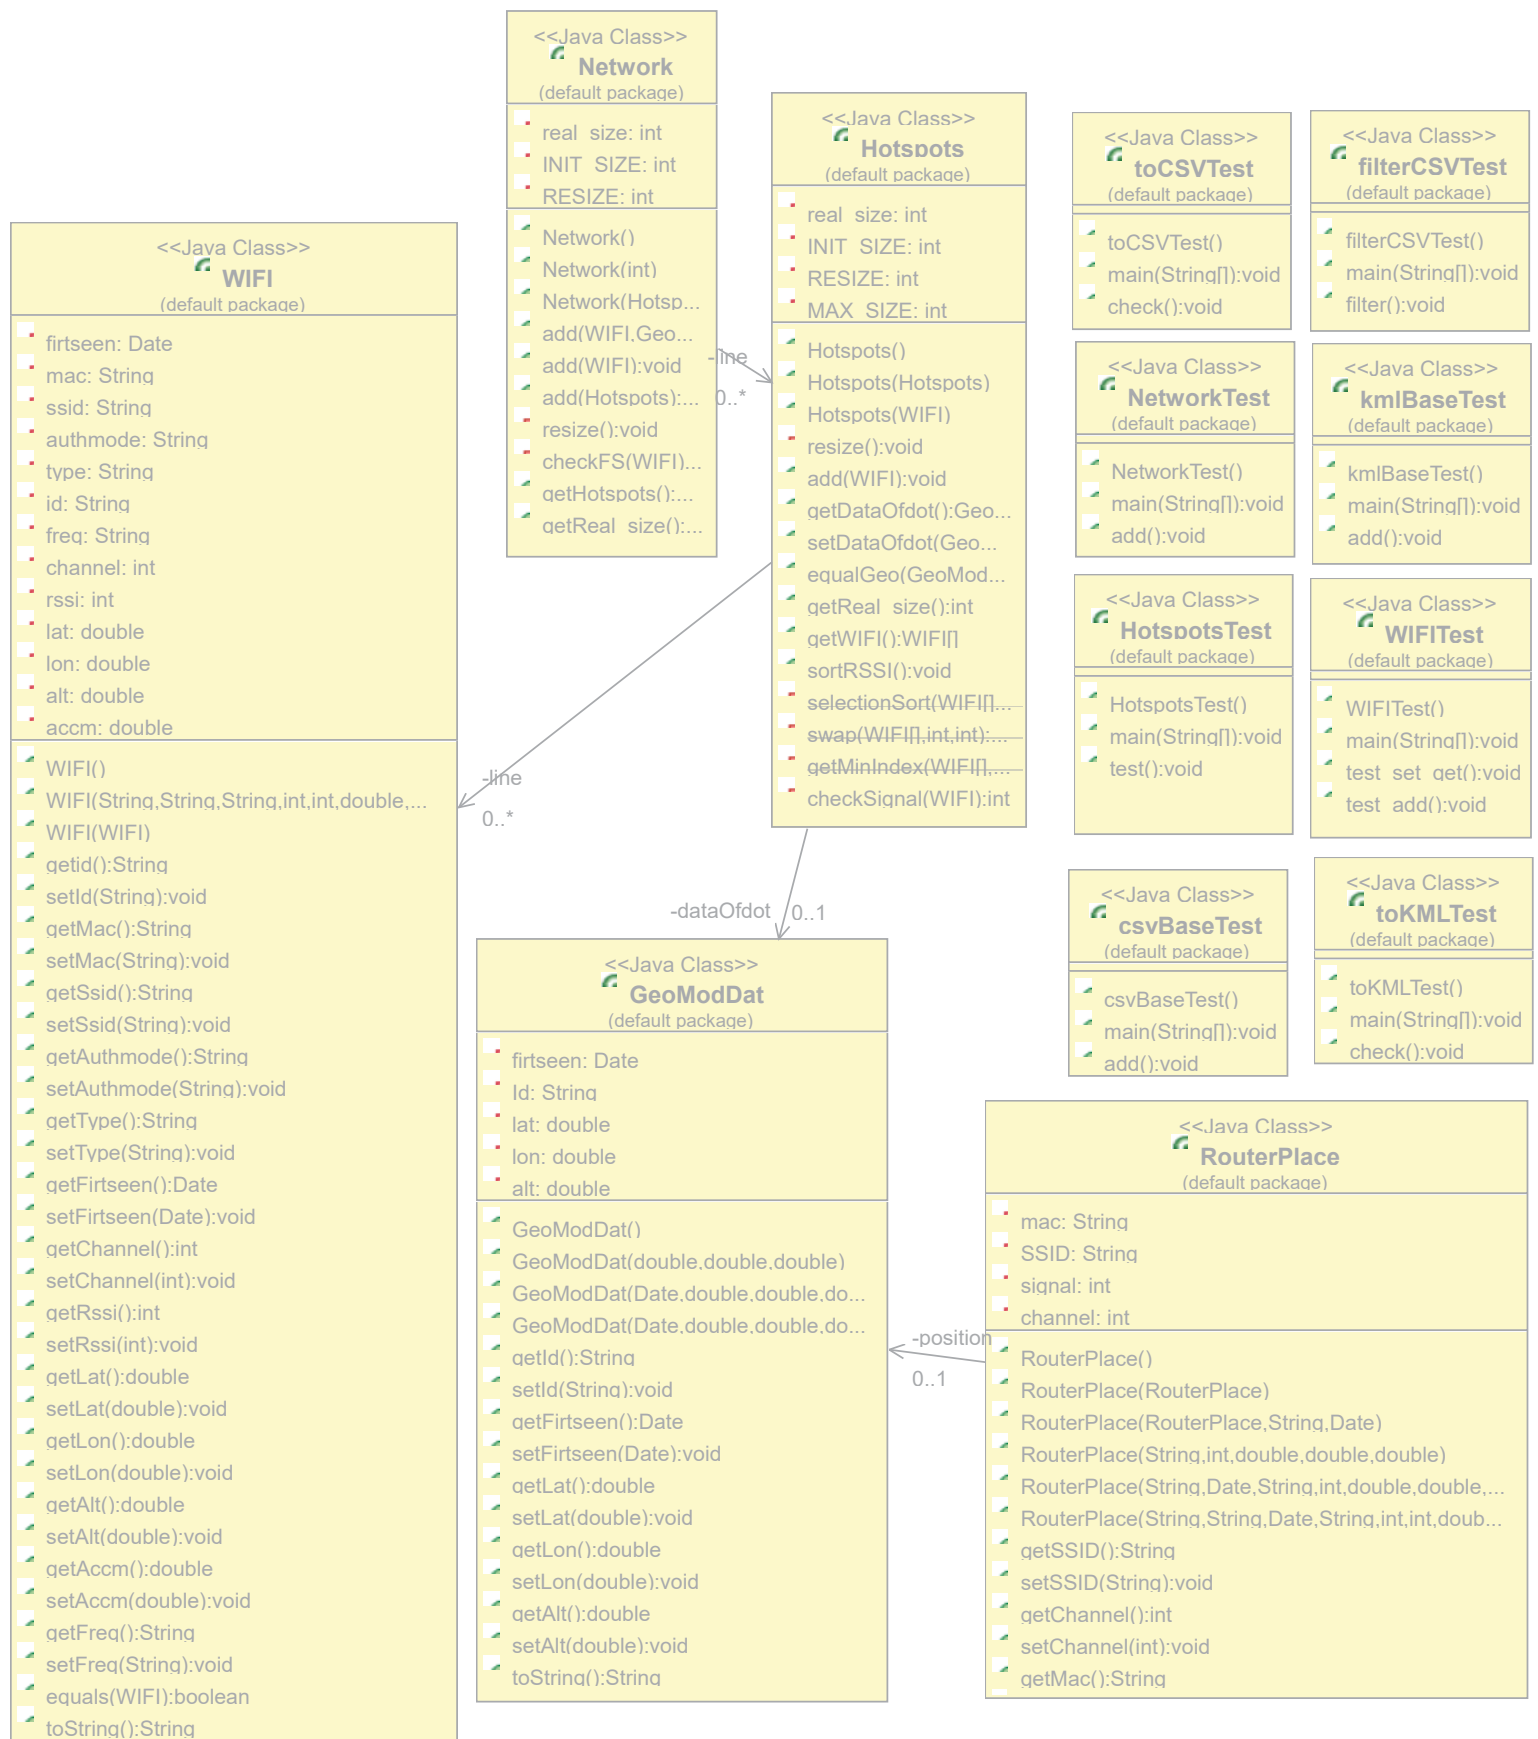 <<Java Class>>
Network
(default package)
real_size: int
INIT_SIZE: int
RESIZE: int
Network()
Network(int)
Network(Hotsp...
add(WIFI,Geo...
add(WIFI):void
add(Hotspots):...
resize():void
checkFS(WIFI)...
getHotspots():...
getReal_size():...
-line
0..*
<<Java Class>>
Hotspots
(default package)
real_size: int
INIT_SIZE: int
RESIZE: int
MAX_SIZE: int
Hotspots()
Hotspots(Hotspots)
Hotspots(WIFI)
resize():void
add(WIFI):void
getDataOfdot():Geo...
setDataOfdot(Geo...
equalGeo(GeoMod...
getReal_size():int
getWIFI():WIFI[]
sortRSSI():void
selectionSort(WIFI[]...
swap(WIFI[],int,int):...
getMinIndex(WIFI[],...
checkSignal(WIFI):int
<<Java Class>>
toCSVTest
(default package)
toCSVTest()
main(String[]):void
check():void
<<Java Class>>
filterCSVTest
(default package)
filterCSVTest()
main(String[]):void
filter():void
<<Java Class>>
NetworkTest
(default package)
NetworkTest()
main(String[]):void
add():void
<<Java Class>>
kmlBaseTest
(default package)
kmlBaseTest()
main(String[]):void
add():void
<<Java Class>>
HotspotsTest
(default package)
HotspotsTest()
main(String[]):void
test():void
<<Java Class>>
WIFITest
(default package)
WIFITest()
main(String[]):void
test_set_get():void
test_add():void
<<Java Class>>
csvBaseTest
(default package)
csvBaseTest()
main(String[]):void
add():void
<<Java Class>>
toKMLTest
(default package)
toKMLTest()
main(String[]):void
check():void
<<Java Class>>
WIFI
(default package)
firtseen: Date
mac: String
ssid: String
authmode: String
type: String
id: String
freq: String
channel: int
rssi: int
lat: double
lon: double
alt: double
accm: double
WIFI()
WIFI(String,String,String,int,int,double,...
WIFI(WIFI)
getid():String
setId(String):void
getMac():String
setMac(String):void
getSsid():String
setSsid(String):void
getAuthmode():String
setAuthmode(String):void
getType():String
setType(String):void
getFirtseen():Date
setFirtseen(Date):void
getChannel():int
setChannel(int):void
getRssi():int
setRssi(int):void
getLat():double
setLat(double):void
getLon():double
setLon(double):void
getAlt():double
setAlt(double):void
getAccm():double
setAccm(double):void
getFreq():String
setFreq(String):void
equals(WIFI):boolean
toString():String
-line
0..*
-dataOfdot
0..1
<<Java Class>>
GeoModDat
(default package)
firtseen: Date
Id: String
lat: double
lon: double
alt: double
GeoModDat()
GeoModDat(double,double,double)
GeoModDat(Date,double,double,do...
GeoModDat(Date,double,double,do...
getId():String
setId(String):void
getFirtseen():Date
setFirtseen(Date):void
getLat():double
setLat(double):void
getLon():double
setLon(double):void
getAlt():double
setAlt(double):void
toString():String
-position
0..1
<<Java Class>>
RouterPlace
(default package)
mac: String
SSID: String
signal: int
channel: int
RouterPlace()
RouterPlace(RouterPlace)
RouterPlace(RouterPlace,String,Date)
RouterPlace(String,int,double,double,double)
RouterPlace(String,Date,String,int,double,double,...
RouterPlace(String,String,Date,String,int,int,doub...
getSSID():String
setSSID(String):void
getChannel():int
setChannel(int):void
getMac():String